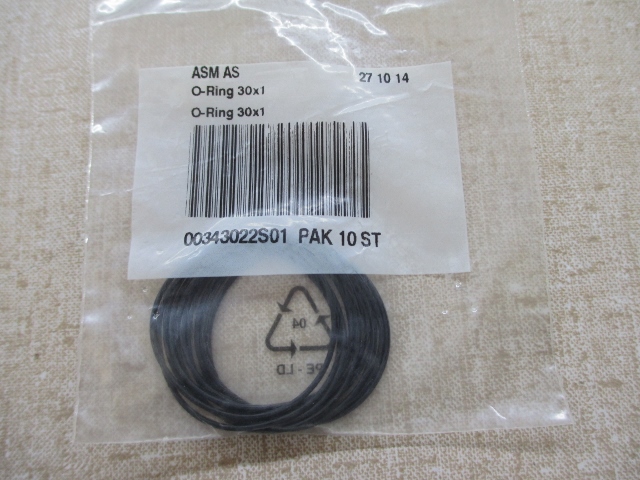 ASM AS 27 10 14
O-Ring 30x1
O-Ring 30x1
00343022S01 PAK 10 ST
04
PE-LD